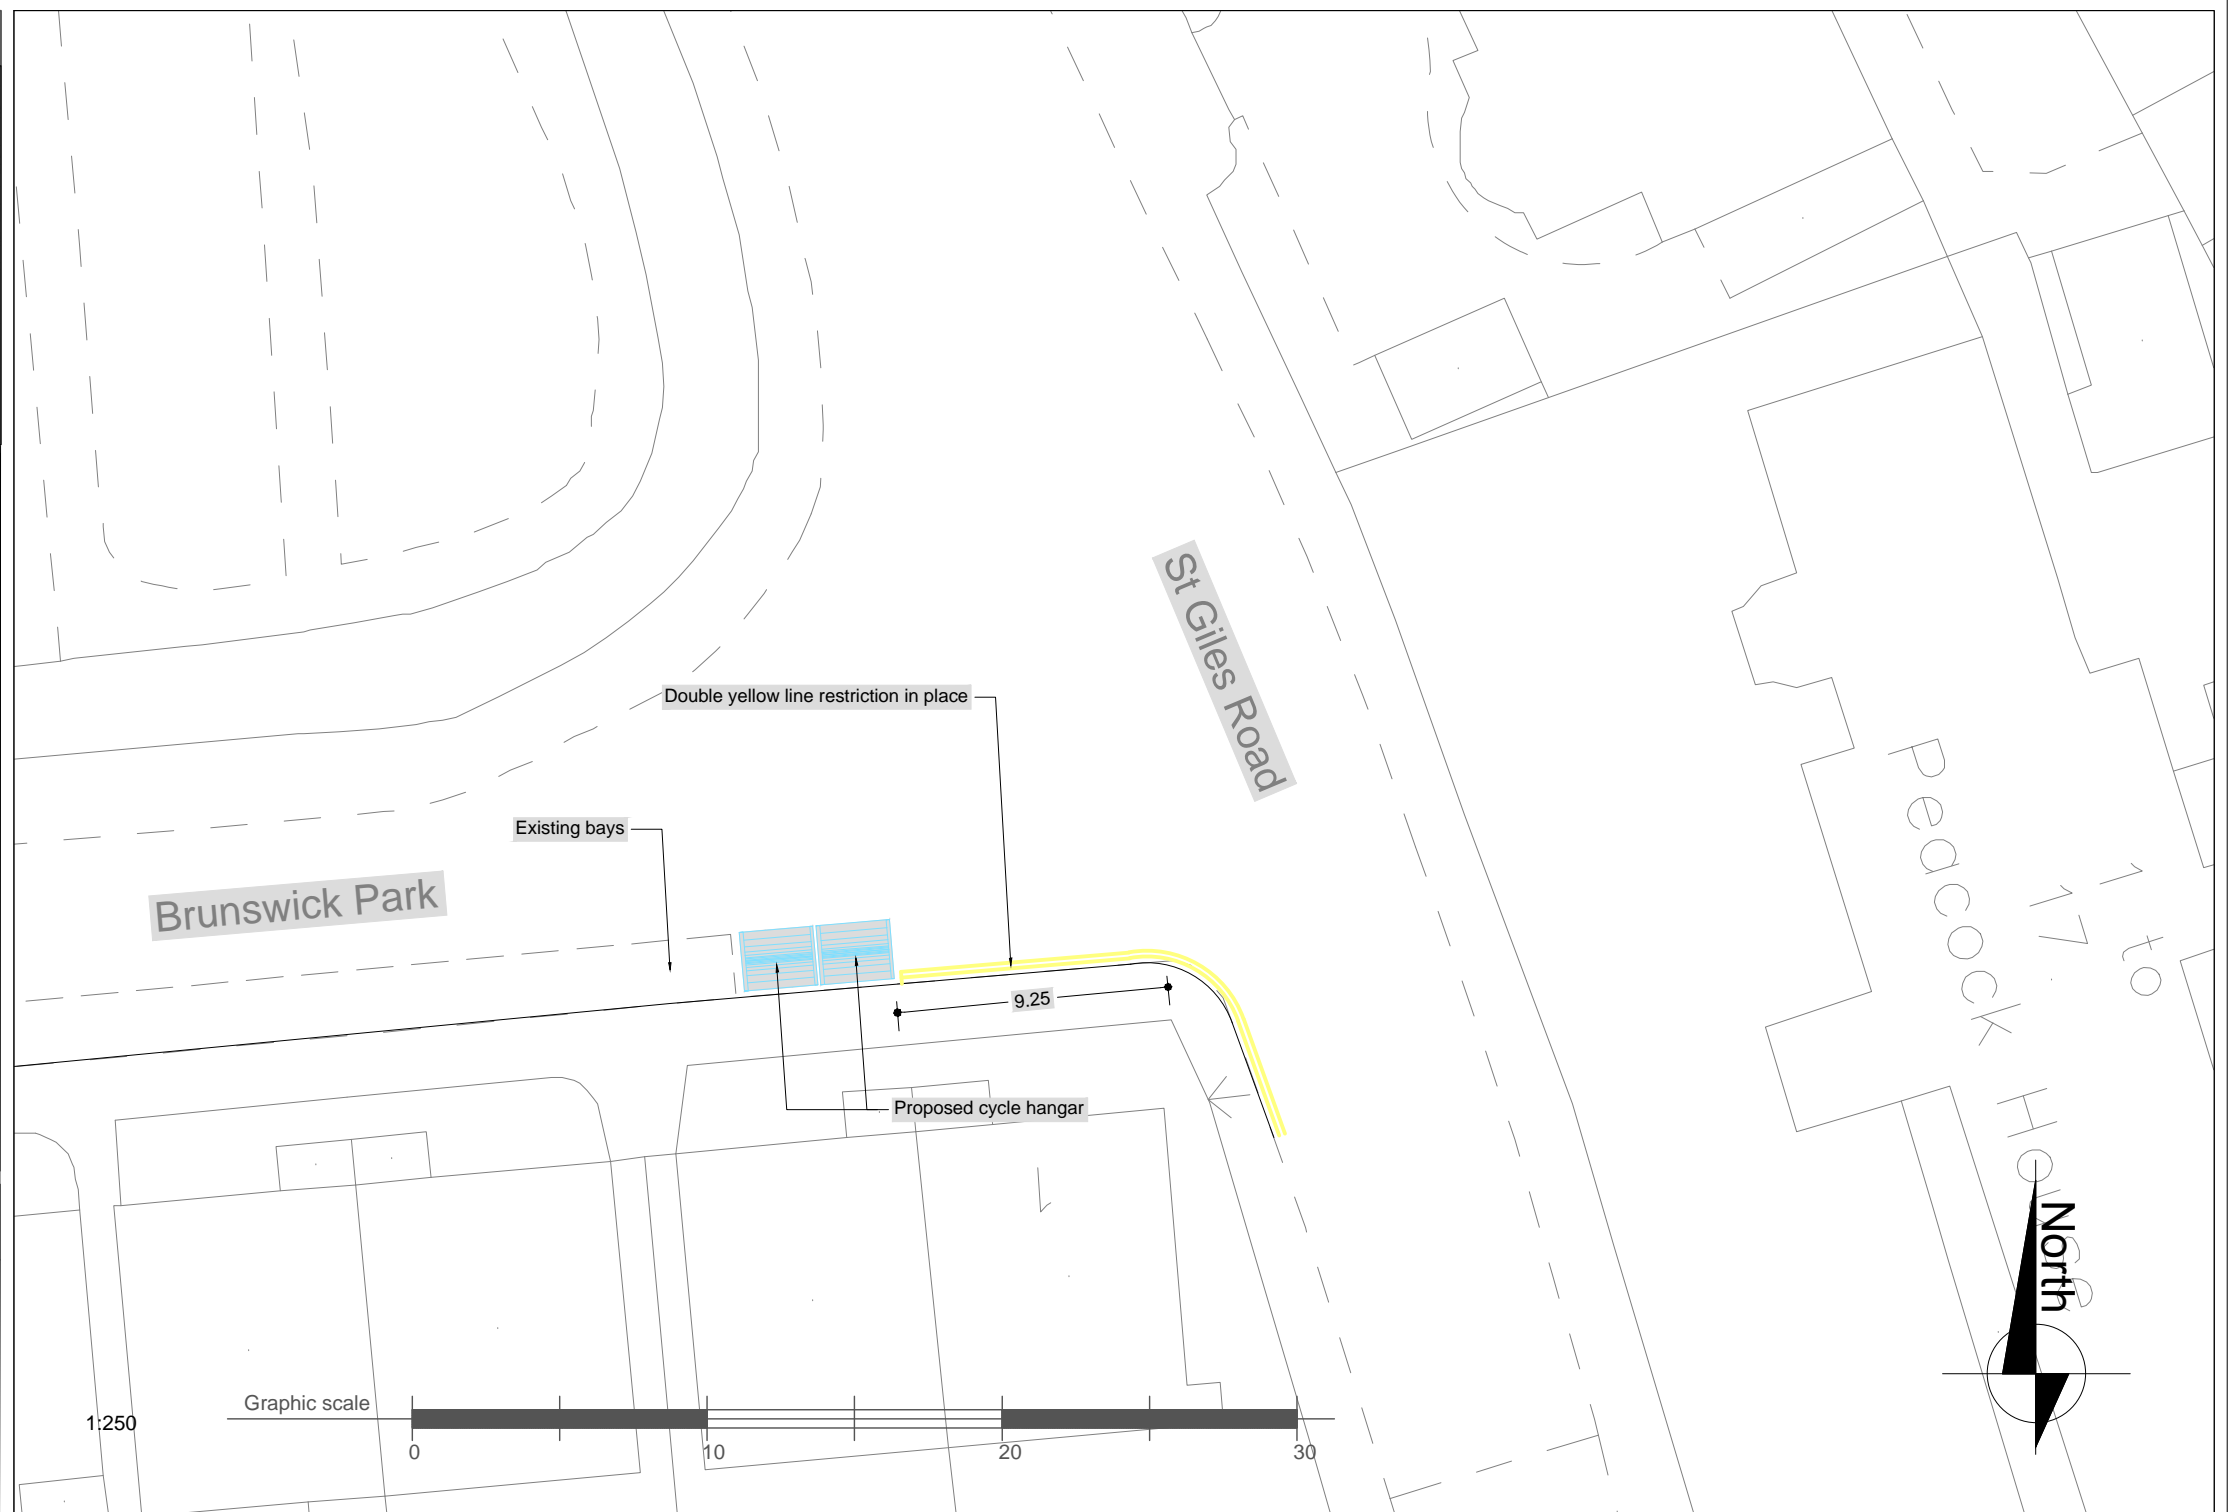 St Giles Road
Double yellow line restriction in place
Existing bays
Brunswick Park
9.25
Proposed cycle hangar
1 to
17
Peacock House
North
1
Graphic scale
1:250
0
10
20
30